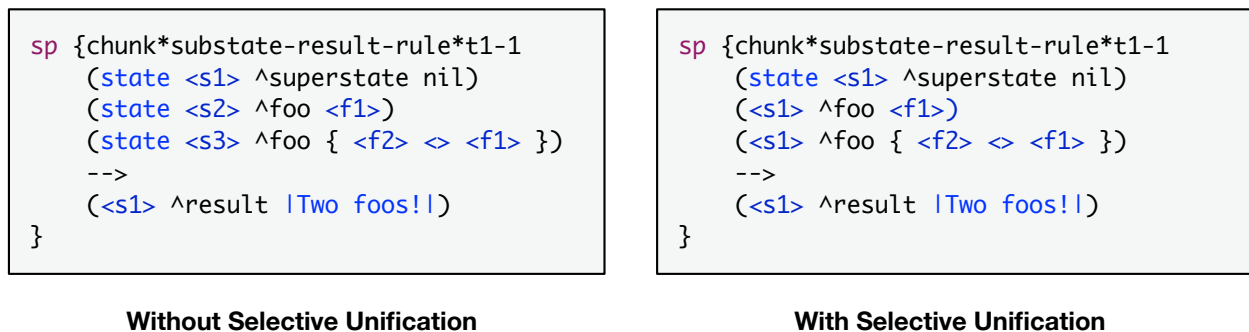 sp {chunk*substate-result-rule*t1-1
(state <s1> ^superstate nil)
(state <s2> ^foo <f1>)
(state <s3> ^foo { <f2> <> <f1> })
-->
(<s1> ^result |Two foos!|)
}
Without Selective Unification
sp {chunk*substate-result-rule*t1-1
(state <s1> ^superstate nil)
(<s1> ^foo <f1>)
(<s1> ^foo { <f2> <> <f1> })
-->
(<s1> ^result |Two foos!|)
}
With Selective Unification